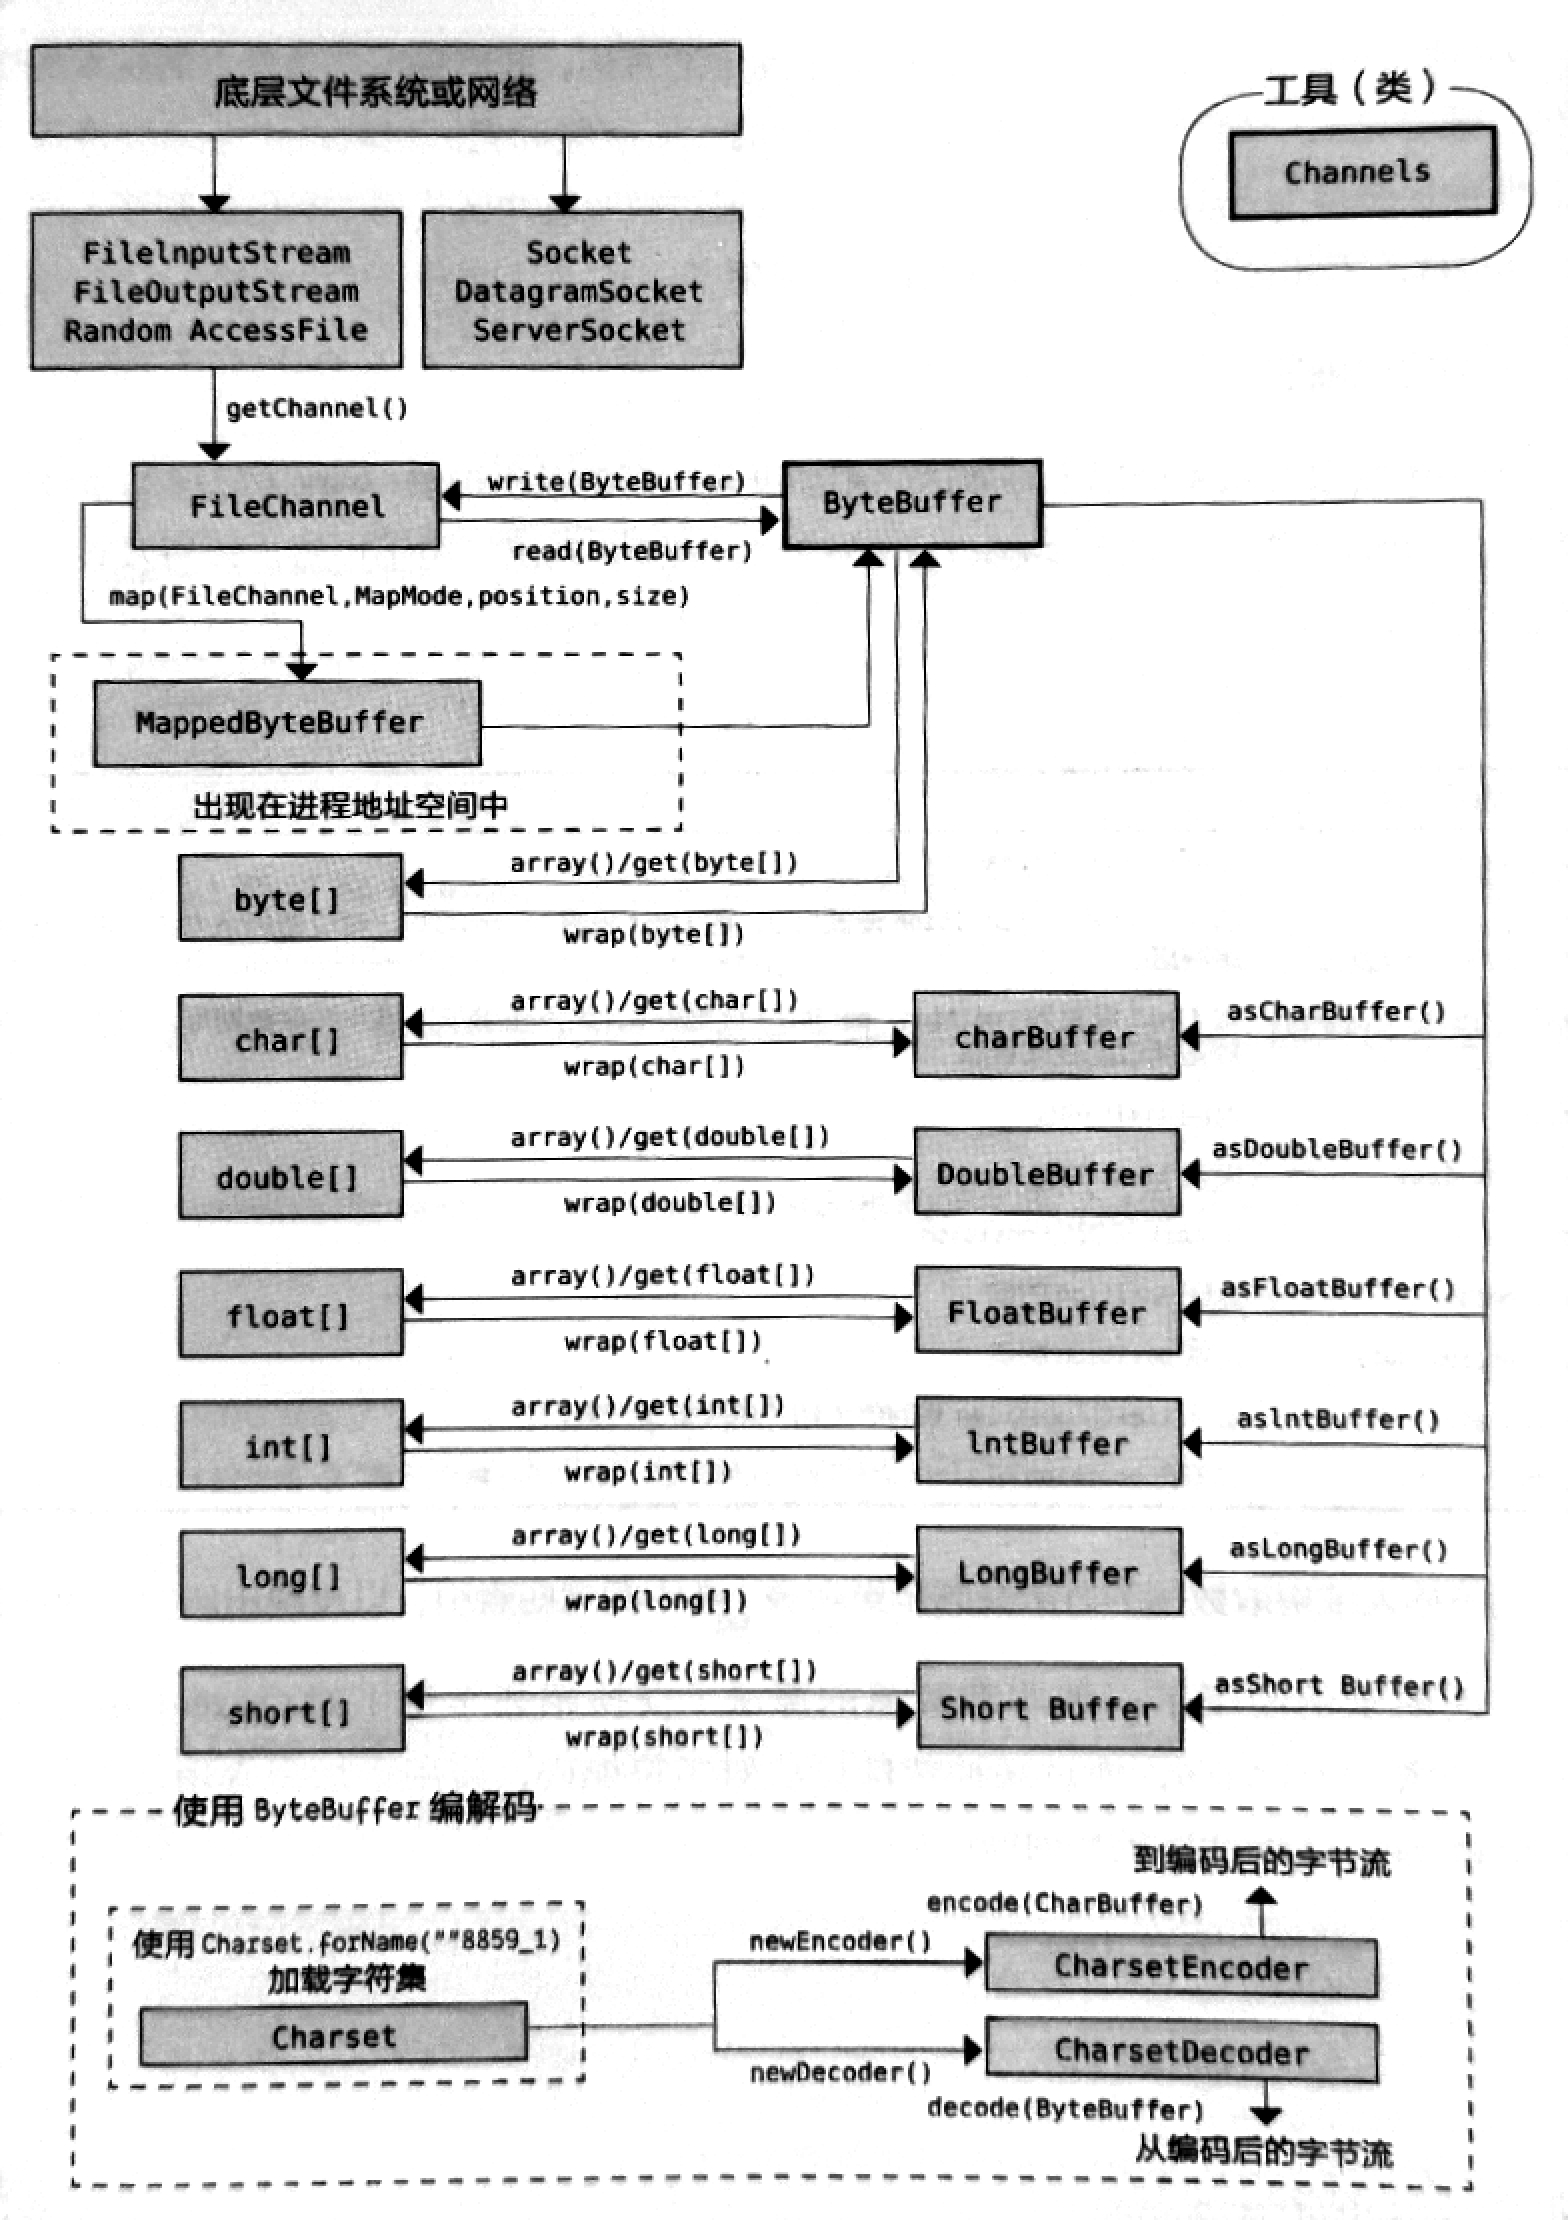 底层文件系统或网络
工具（类）
Channels
FilelnputStream
FileOutputStream
Random AccessFile
Socket
DatagramSocket
ServerSocket
getChannel()
FileChannel
write(ByteBuffer)
read(ByteBuffer)
ByteBuffer
map(FileChannel,MapMode,position,size)
MappedByteBuffer
出现在进程地址空间中
byte[]
array()/get(byte[])
wrap(byte[])
char[]
array()/get(char[])
wrap(char[])
charBuffer
asCharBuffer()
double[]
array()/get(double[])
wrap(double[])
DoubleBuffer
asDoubleBuffer()
float[]
array()/get(float[])
wrap(float[])
FloatBuffer
asFloatBuffer()
int[]
array()/get(int[])
wrap(int[])
lntBuffer
aslntBuffer()
long[]
array()/get(long[])
wrap(long[])
LongBuffer
asLongBuffer()
short[]
array()/get(short[])
wrap(short[])
Short Buffer
asShort Buffer()
使用 ByteBuffer 编解码
使用 Charset.forName(""8859_1)
加载字符集
Charset
newEncoder()
newDecoder()
到编码后的字节流
encode(CharBuffer)
CharsetEncoder
CharsetDecoder
decode(ByteBuffer)
从编码后的字节流